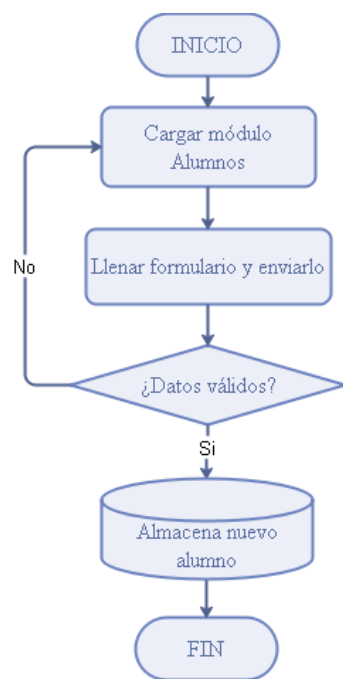 INICIO
Cargar módulo
Alumnos
Llenar formulario y enviarlo
No
¿Datos válidos?
Si
Almacena nuevo
alumno
FIN